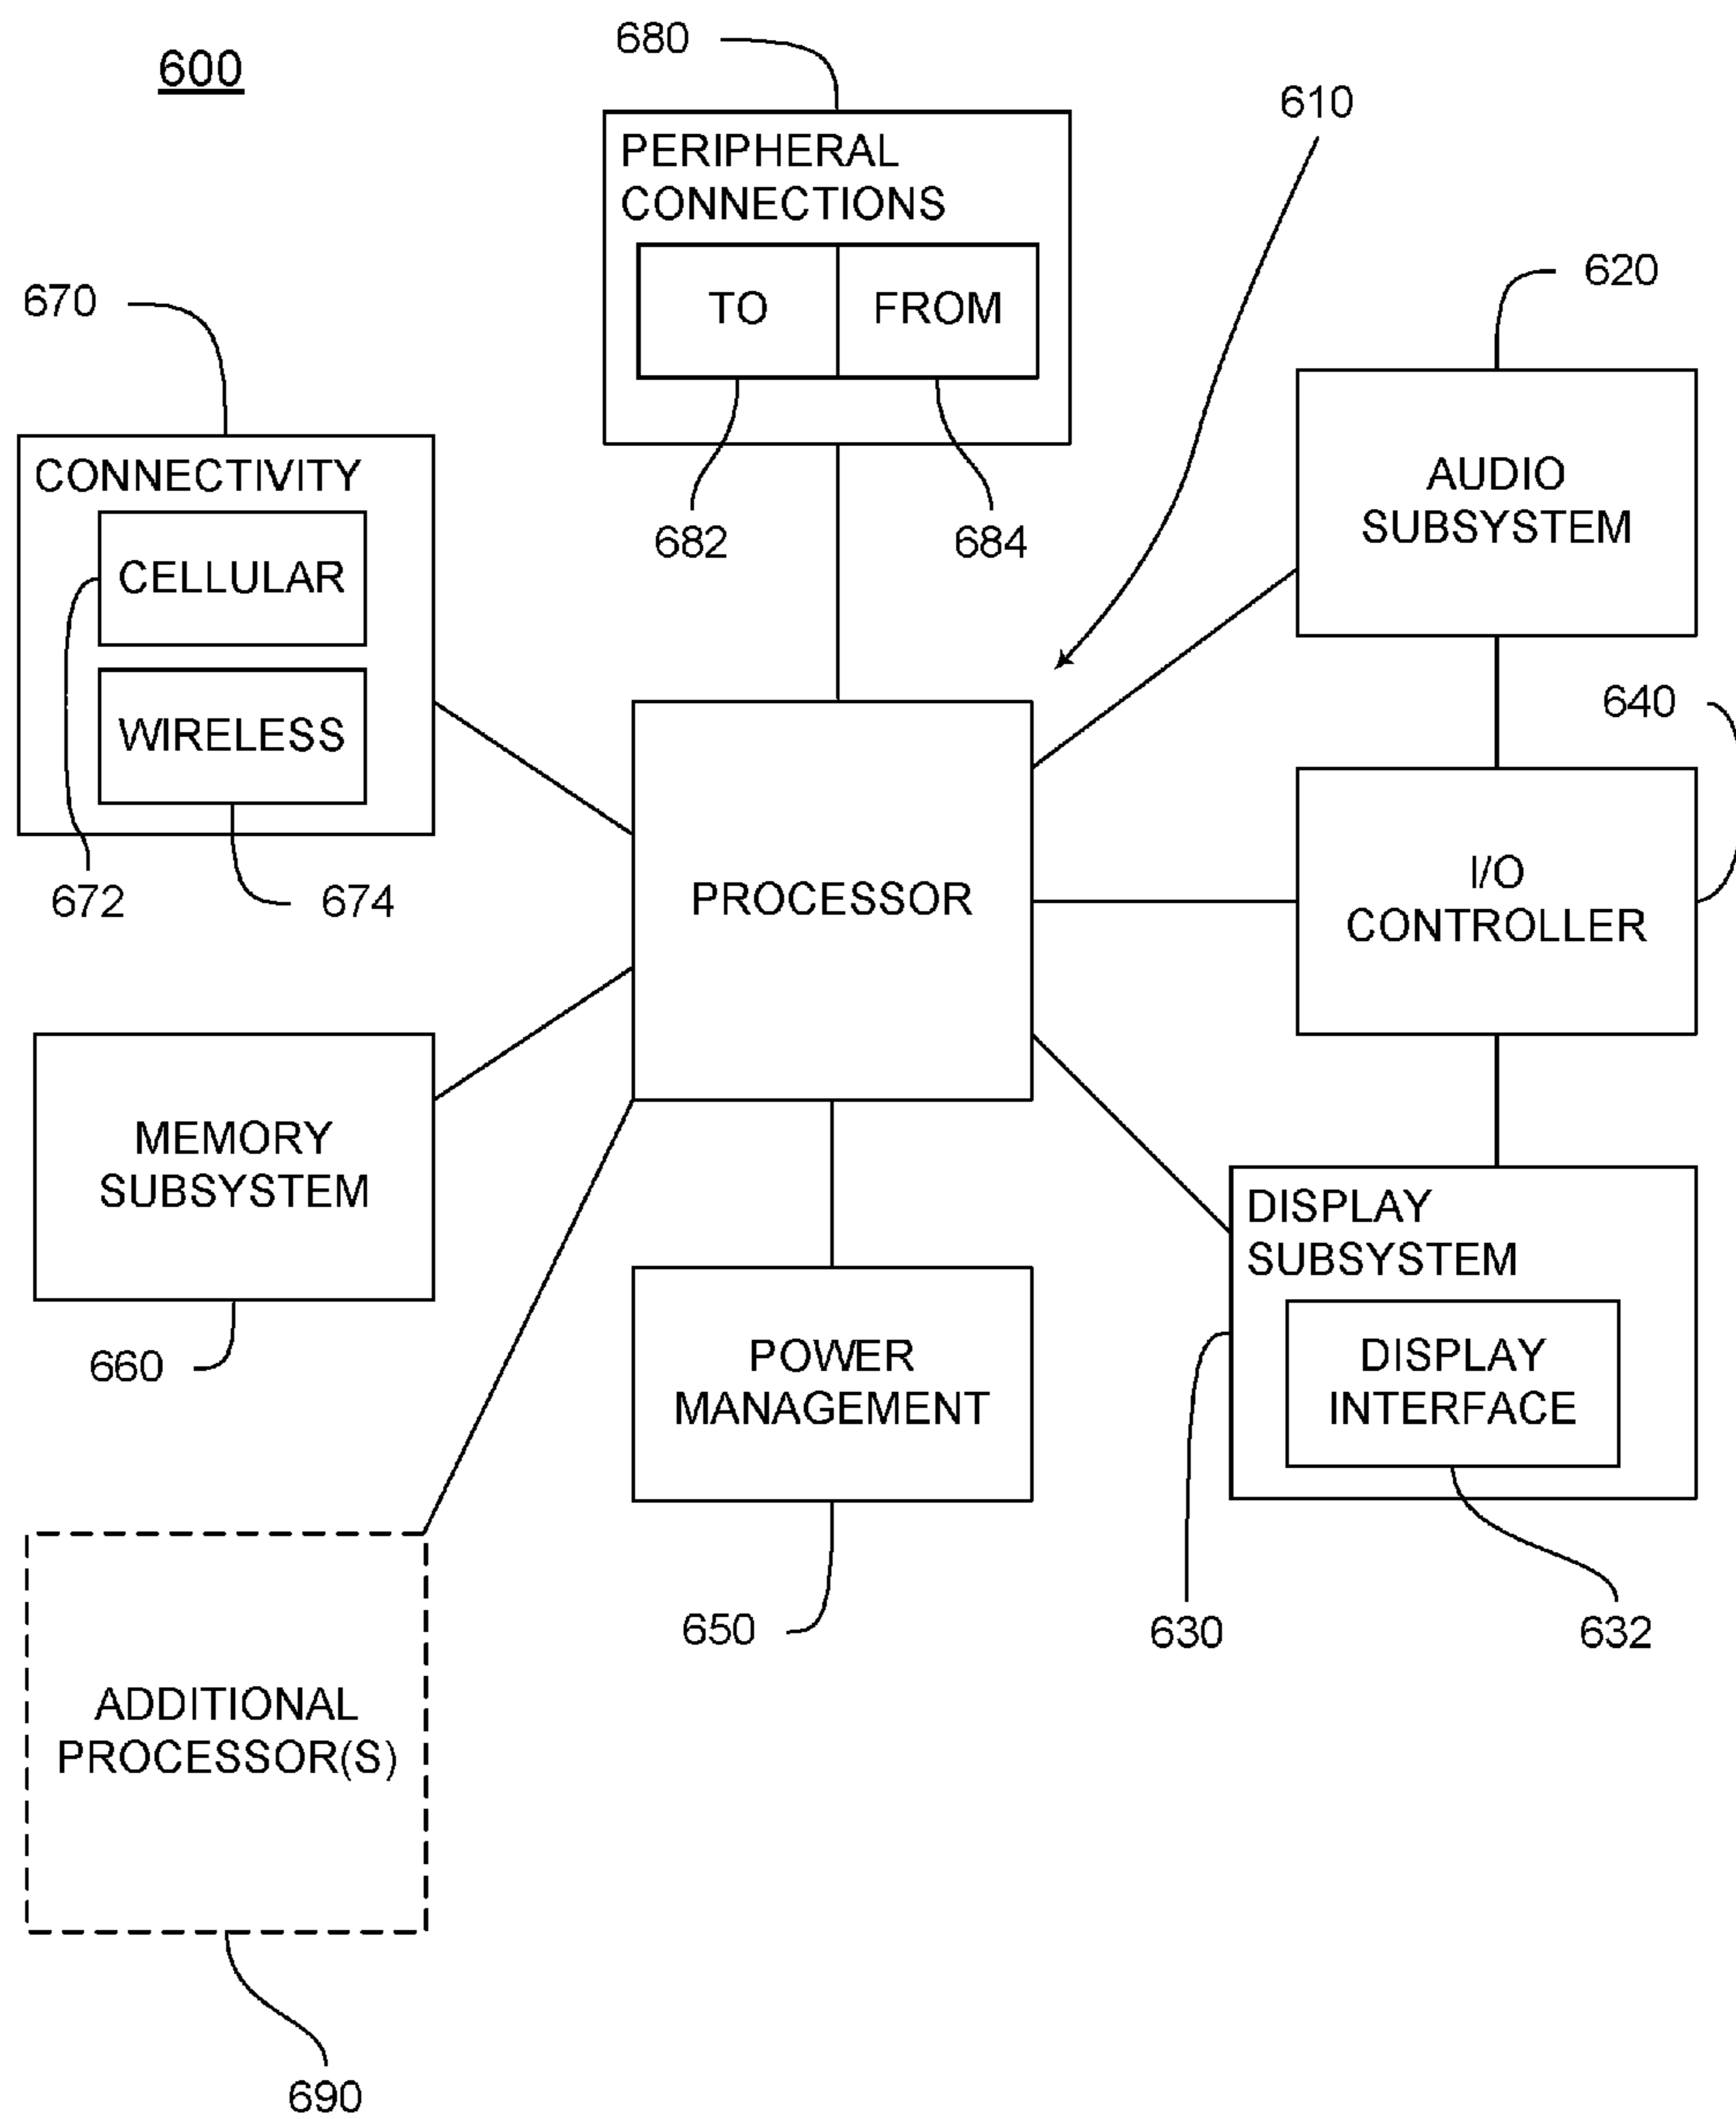 600
680
610
PERIPHERAL
CONNECTIONS
TO
FROM
682
684
670
CONNECTIVITY
CELLULAR
WIRELESS
672
674
620
AUDIO
SUBSYSTEM
640
I/O
CONTROLLER
PROCESSOR
MEMORY
SUBSYSTEM
660
POWER
MANAGEMENT
650
DISPLAY
SUBSYSTEM
DISPLAY
INTERFACE
630
632
ADDITIONAL
PROCESSOR(S)
690